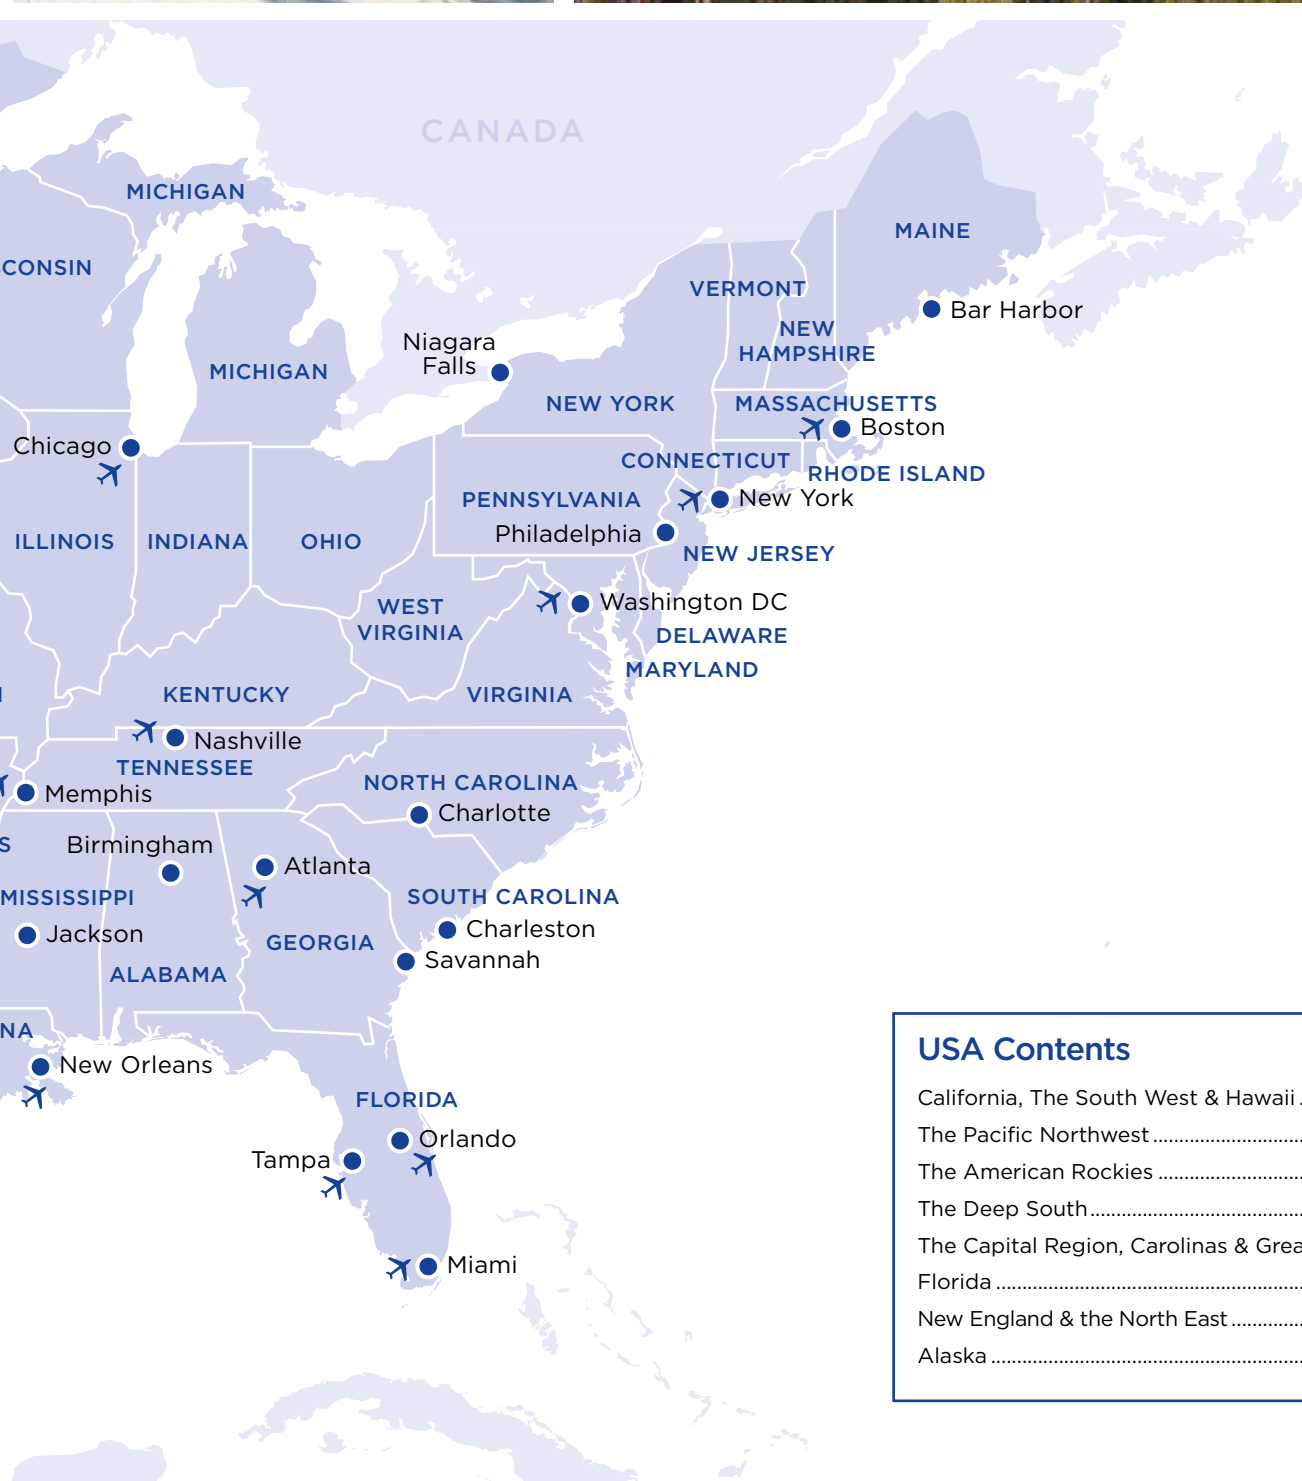 CANADA
MICHIGAN
MAINE
CONSIN
VERMONT
Bar Harbor
NEW
HAMPSHIRE
Niagara
Falls
MICHIGAN
NEW YORK
MASSACHUSETTS
Boston
Chicago
CONNECTICUT
RHODE ISLAND
PENNSYLVANIA
New York
Philadelphia
ILLINOIS
INDIANA
OHIO
NEW JERSEY
Washington DC
WEST
VIRGINIA
DELAWARE
MARYLAND
KENTUCKY
VIRGINIA
Nashville
TENNESSEE
NORTH CAROLINA
Memphis
Charlotte
S
Birmingham
Atlanta
MISSISSIPPI
SOUTH CAROLINA
Jackson
Charleston
GEORGIA
Savannah
ALABAMA
NA
New Orleans
FLORIDA
Orlando
Tampa
Miami
USA Contents
California, The South West & Hawaii
The Pacific Northwest
The American Rockies
The Deep South
The Capital Region, Carolinas & Grea
Florida
New England & the North East
Alaska